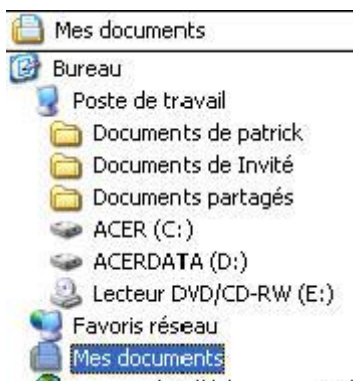 Mes documents
Bureau
Poste de travail
Documents de patrick
Documents de Invité
Documents partagés
ACER (C:)
ACERDATA (D:)
Lecteur DVD/CD-RW (E:)
Favoris réseau
Mes documents